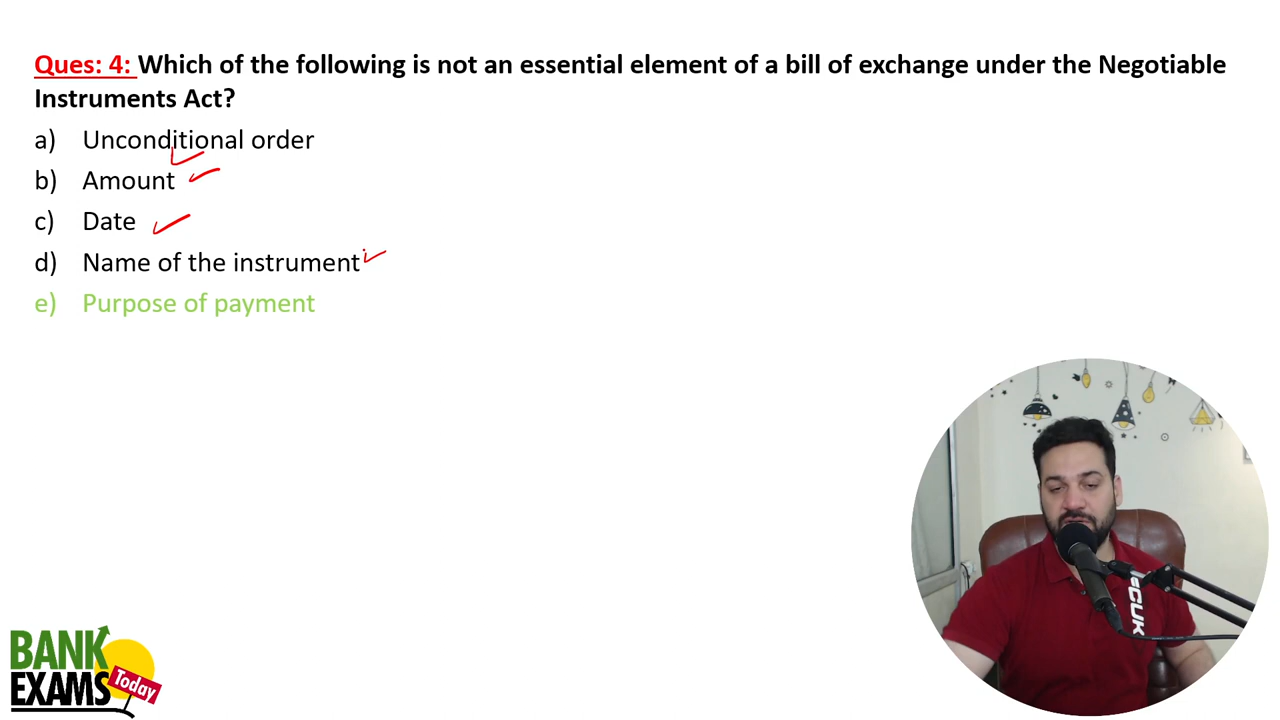 Ques: 4: Which of the following is not an essential element of a bill of exchange under the Negotiable
Instruments Act?
a) Unconditional order
b) Amount
c) Date
d) Name of the instrument
e) Purpose of payment
BANK
EXAMS
Today